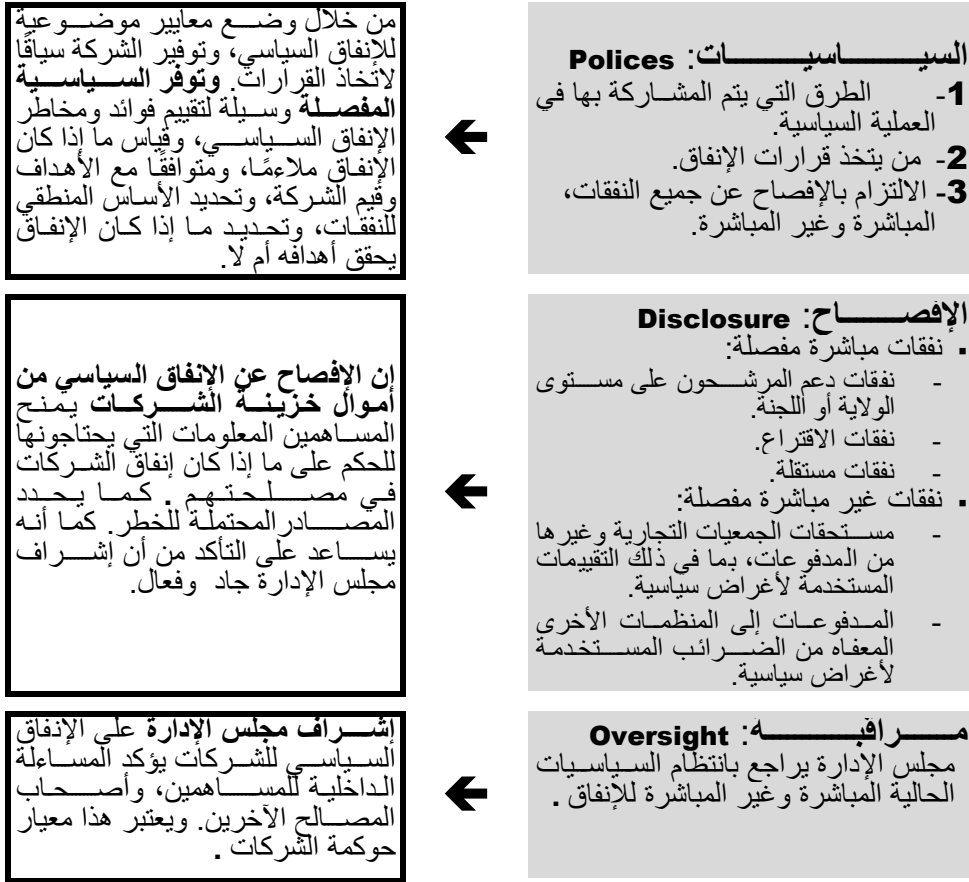 السياسيات: Polices
1- الطرق التي يتم المشاركة بها في
العملية السياسية.
2- من يتخذ قرارات الإنفاق.
3- الالتزام بالإفصاح عن جميع النفقات،
المباشرة وغير المباشرة.
من خلال وضع معايير موضوعية
للإنفاق السياسي، وتوفير الشركة سياقًا
لاتخاذ القرارات. وتوفر السياسية
المفصلة وسيلة لتقييم فوائد ومخاطر
الإنفاق السياسي، وقياس ما إذا كان
الإنفاق ملاءمًا، ومتوافقًا مع الأهداف
وقيم الشركة، وتحديد الأساس المنطقي
للنفقات، وتحديد ما إذا كان الإنفاق
يحقق أهدافه أم لا.
الإفصاح: Disclosure
▪ نفقات مباشرة مفصلة:
- نفقات دعم المرشحون على مستوى
الولاية أو اللجنة.
- نفقات الاقتراع.
- نفقات مستقلة.
▪ نفقات غير مباشرة مفصلة:
- مستحقات الجمعيات التجارية وغيرها
من المدفوعات، بما في ذلك التقييمات
المستخدمة لأغراض سياسية.
- المدفوعات إلى المنظمات الأخرى
المعفاه من الضرائب المستخدمة
لأغراض سياسية.
إن الإفصاح عن الإنفاق السياسي من
أموال خزينة الشركات يمنح
المساهمين المعلومات التي يحتاجونها
للحكم على ما إذا كان إنفاق الشركات
في مصلحتهم . كما يحدد
المصادرالمحتملة للخطر. كما أنه
يساعد على التأكد من أن إشراف
مجلس الإدارة جاد وفعال.
مراقبه: Oversight
مجلس الإدارة يراجع بانتظام السياسيات
الحالية المباشرة وغير المباشرة للإنفاق .
إشراف مجلس الإدارة على الإنفاق
السياسي للشركات يؤكد المساءلة
الداخلية للمساهمين، وأصحاب
المصالح الآخرين. ويعتبر هذا معيار
حوكمة الشركات .